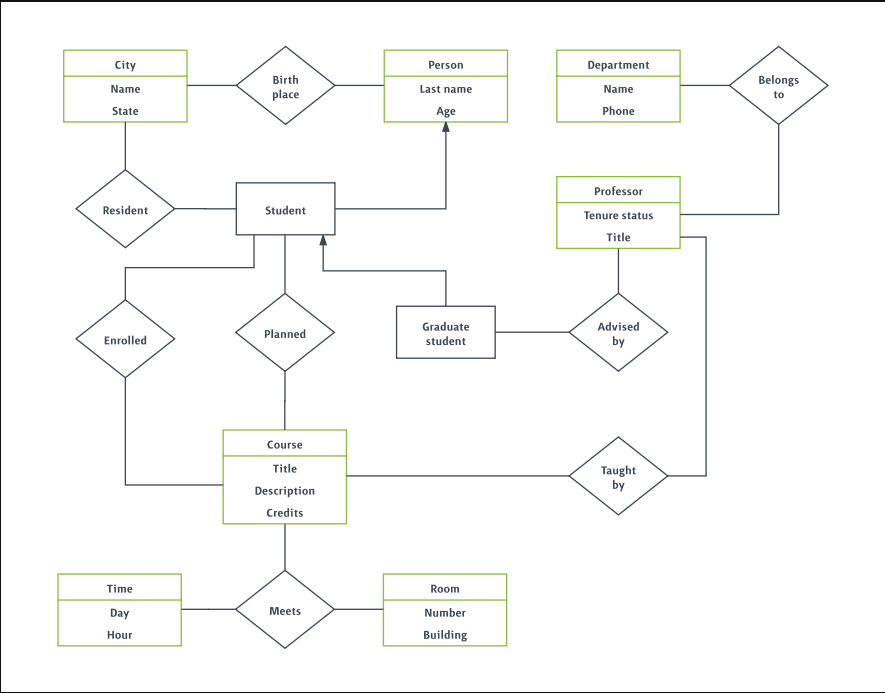 City
Name
State
Birth
place
Person
Last name
Age
Department
Name
Phone
Belongs
to
Resident
Student
Professor
Tenure status
Title
Enrolled
Planned
Graduate
student
Advised
by
Course
Title
Description
Credits
Taught
by
Time
Day
Hour
Meets
Room
Number
Building